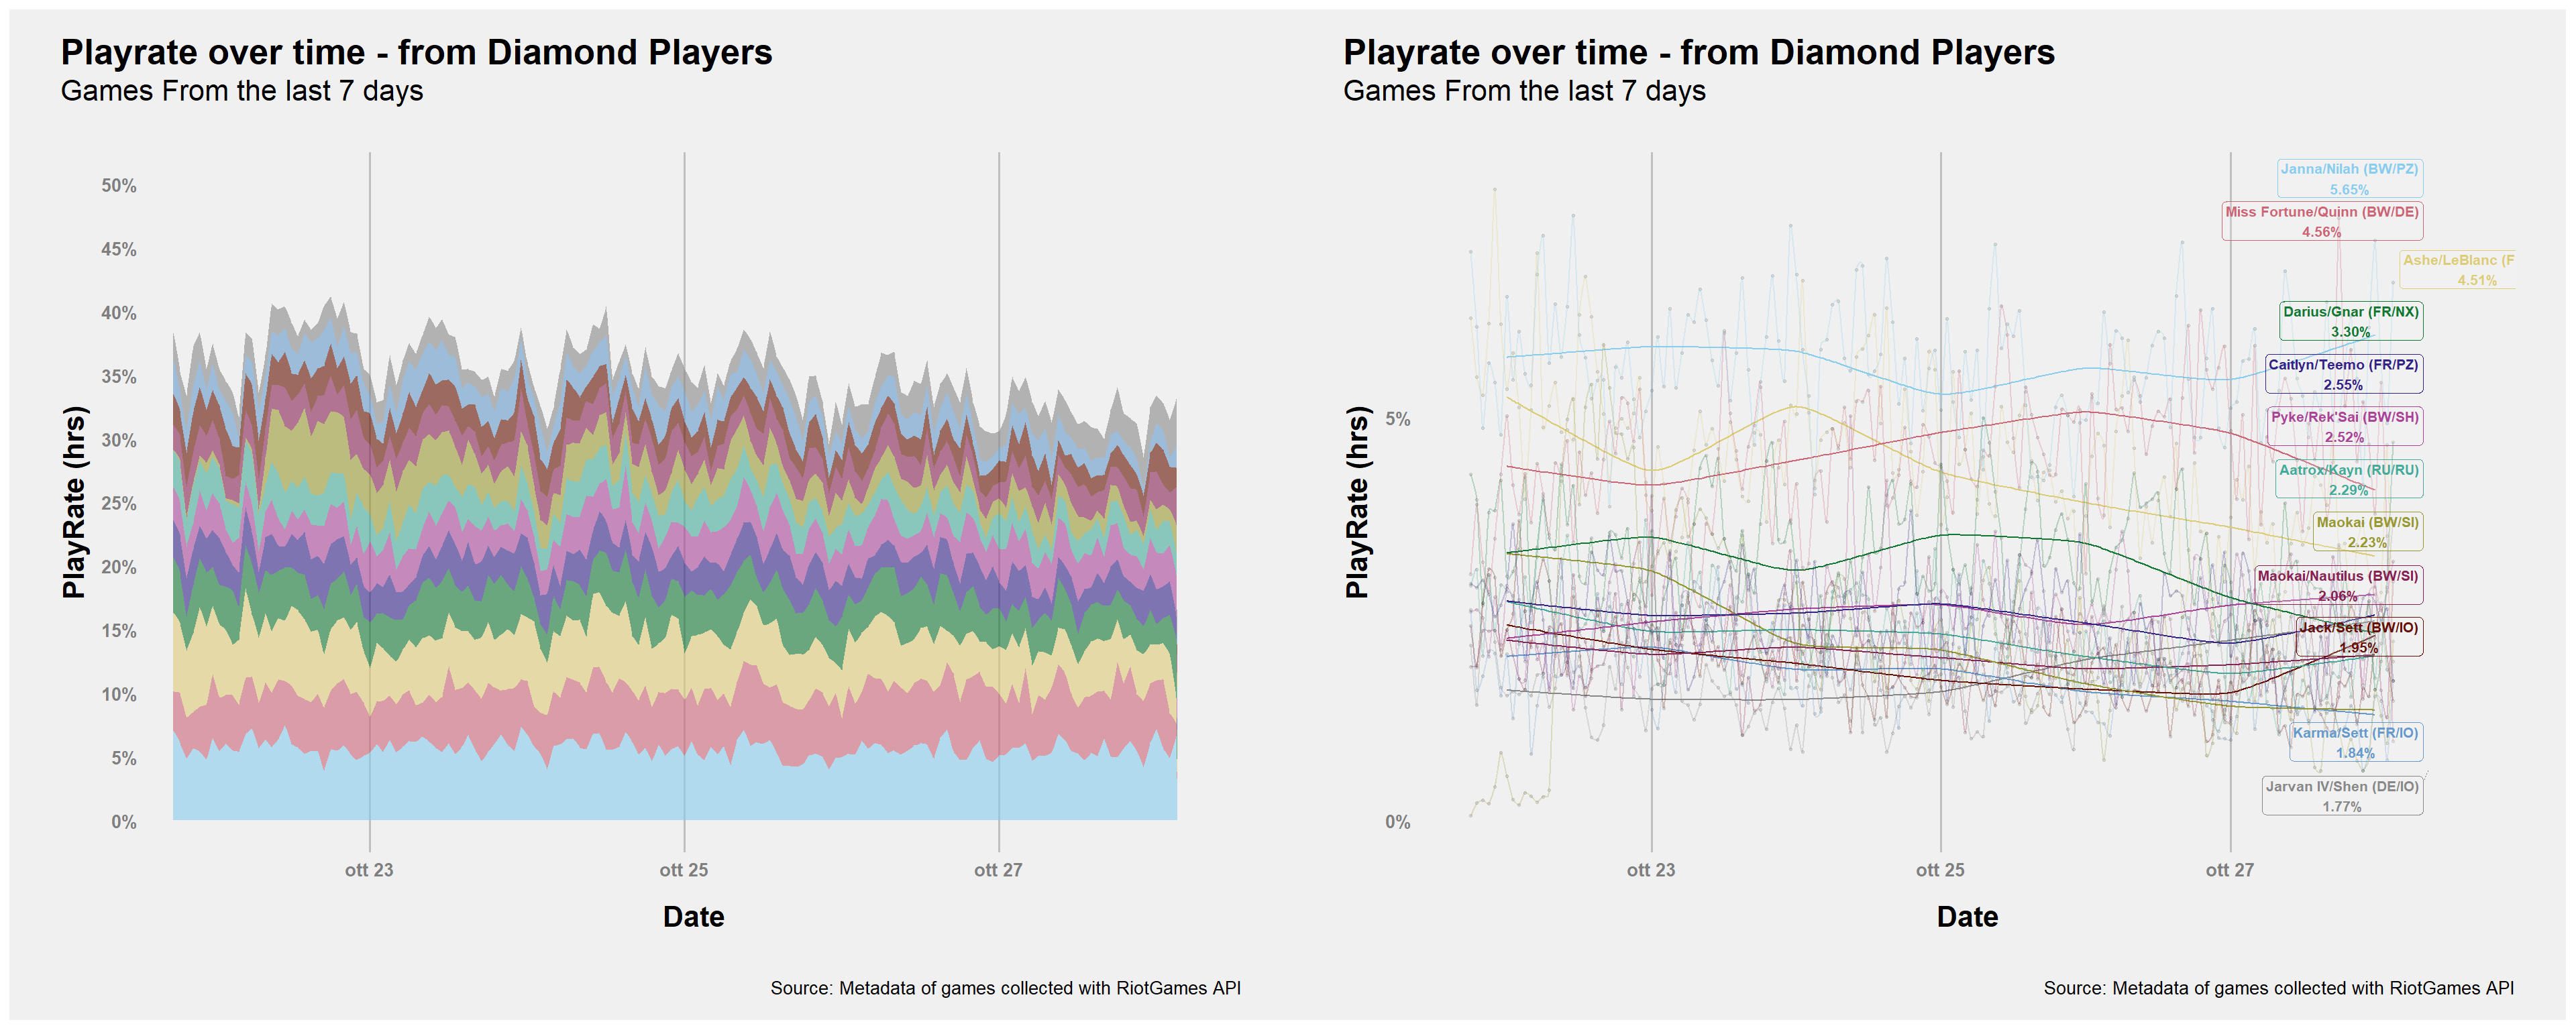 Playrate over time - from Diamond Players
Games From the last 7 days
PlayRate (hrs)
50%
45%
40%
35%
30%
25%
20%
15%
10%
5%
0%
ott 23
ott 25
ott 27
Date
Source: Metadata of games collected with RiotGames API
Playrate over time - from Diamond Players
Games From the last 7 days
PlayRate (hrs)
5%
0%
Janna/Nilah (BW/PZ)
5.65%
Miss Fortune/Quinn (BW/DE)
4.56%
Ashe/LeBlanc (F
4.51%
Darius/Gnar (FR/NX)
3.30%
Caitlyn/Teemo (FR/PZ)
2.55%
Pyke/Rek'Sai (BW/SH)
2.52%
Aatrox/Kayn (RU/RU)
2.29%
Maokai (BW/SI)
2.23%
Maokai/Nautilus (BW/SI)
2.06%
Jack/Sett (BW/IO)
1.95%
Karma/Sett (FR/IO)
1.84%
Jarvan IV/Shen (DE/IO)
1.77%
ott 23
ott 25
ott 27
Date
Source: Metadata of games collected with RiotGames API